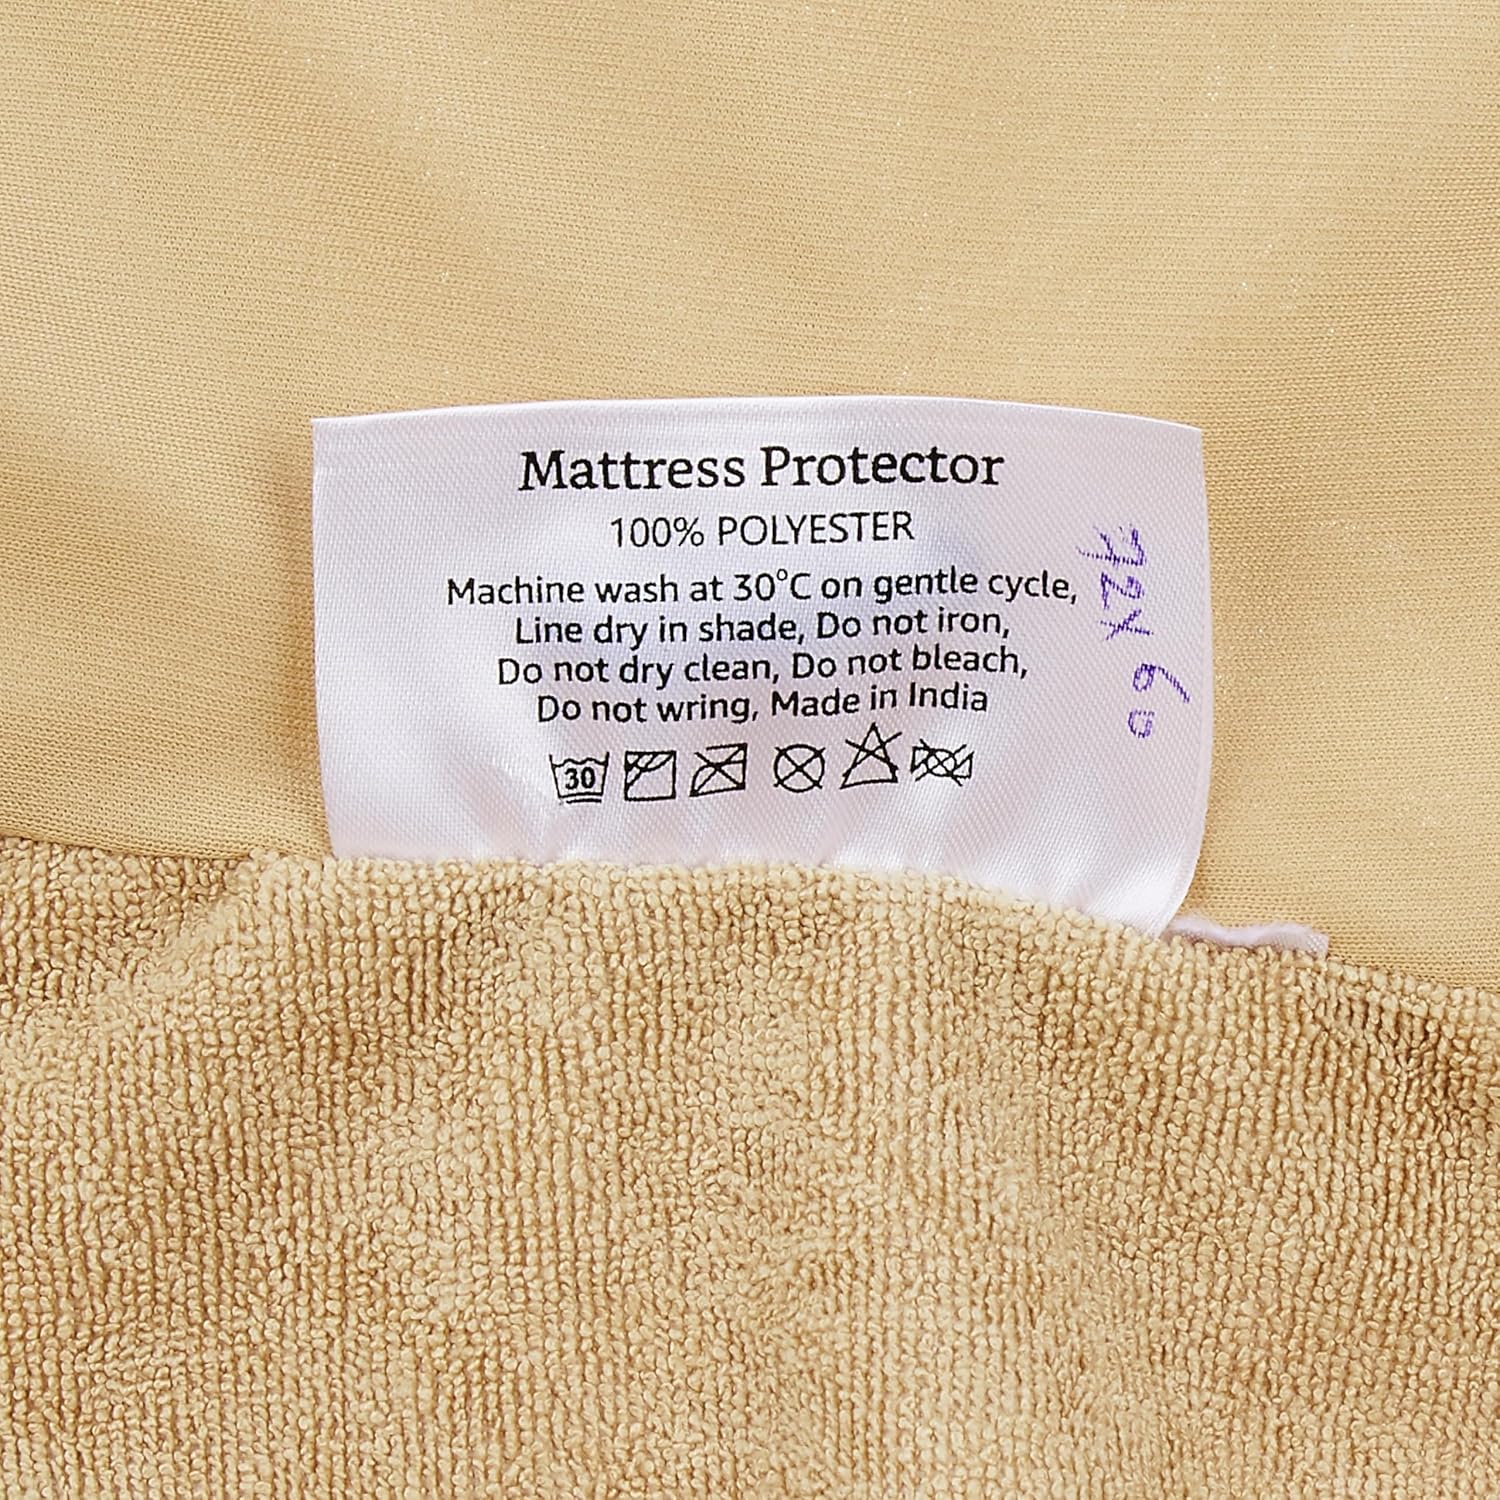 Mattress Protector
100% POLYESTER
Machine wash at 30°C on gentle cycle,
Line dry in shade, Do not iron,
Do not dry clean, Do not bleach,
Do not wring, Made in India
30
72X60